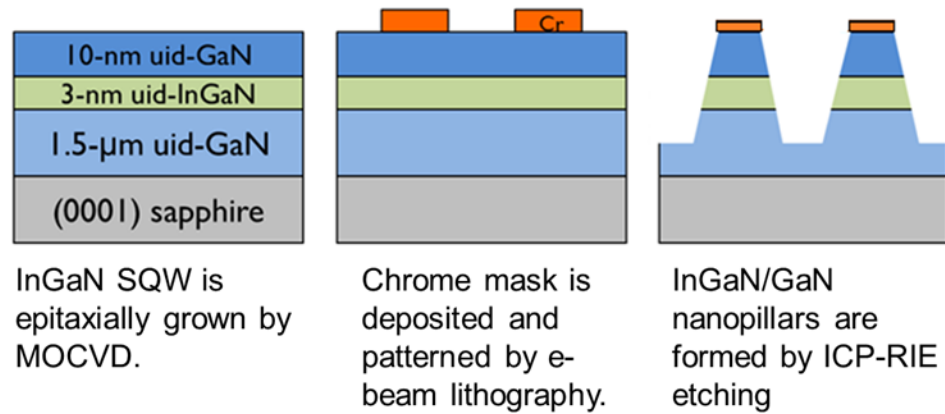 10-nm uid-GaN
3-nm uid-InGaN
1.5-μm uid-GaN
(0001) sapphire
Cr
InGaN SQW is
epitaxially grown by
MOCVD.
Chrome mask is
deposited and
patterned by e-
beam lithography.
InGaN/GaN
nanopillars are
formed by ICP-RIE
etching